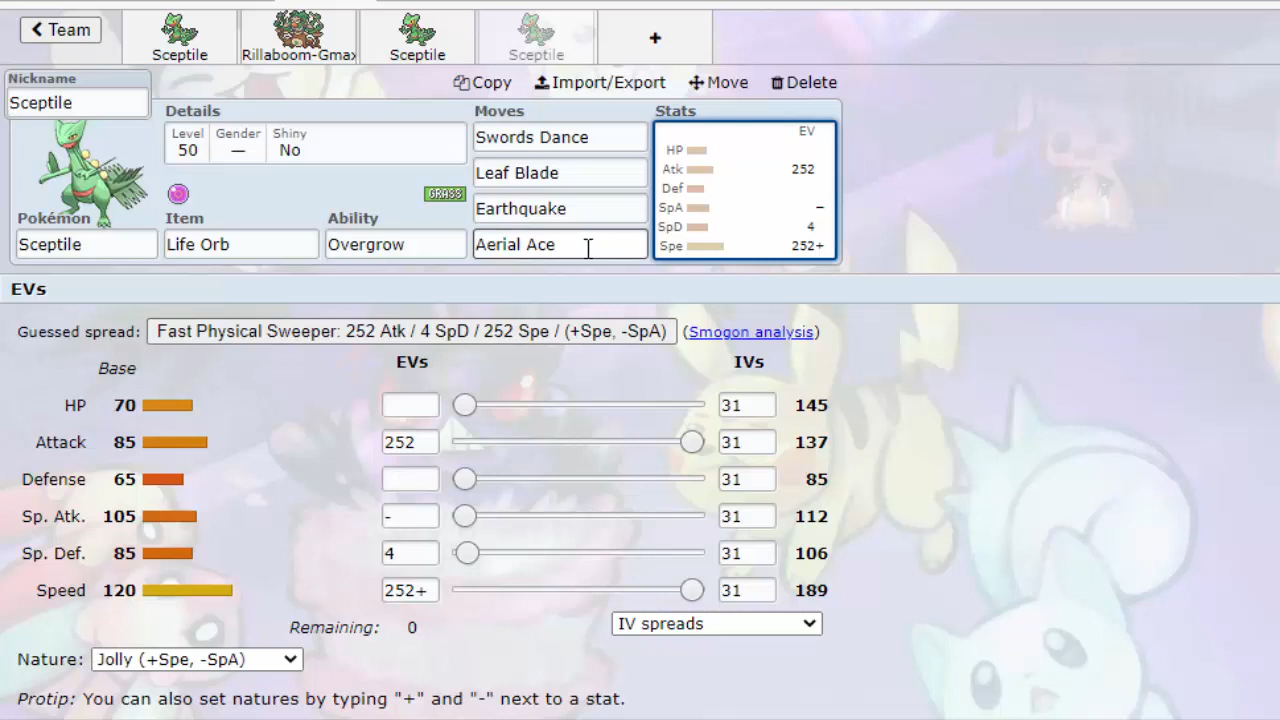 Team
Sceptile
Rillaboom-Gmax
Sceptile
Sceptile
+
Nickname
Sceptile
Copy
Import/Export
Move
Delete
Details
Level
50
Gender
—
Shiny
No
GRASS
Pokémon
Sceptile
Item
Life Orb
Ability
Overgrow
Moves
Swords Dance
Leaf Blade
Earthquake
Aerial Ace
Stats
EV
HP
Atk 252
Def
SpA –
SpD 4
Spe 252+
EVs
Guessed spread: Fast Physical Sweeper: 252 Atk / 4 SpD / 252 Spe / (+Spe, -SpA) (Smogon analysis)
Base EVs IVs
HP 70 31 145
Attack 85 252 31 137
Defense 65 31 85
Sp. Atk. 105 - 31 112
Sp. Def. 85 4 31 106
Speed 120 252+ 31 189
Remaining: 0
IV spreads
Nature: Jolly (+Spe, -SpA)
Protip: You can also set natures by typing "+" and "-" next to a stat.